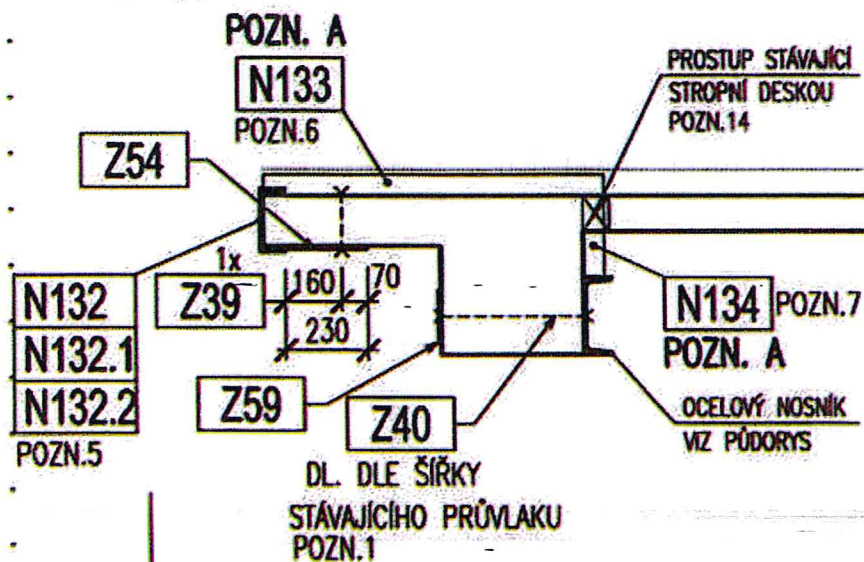 POZN. A
N133
POZN.6
PROSTUP STÁVAJÍCÍ
STROPNÍ DESKOU
POZN.14
Z54
1x
Z39
160
70
230
N132
N132.1
N132.2
POZN.5
N134
POZN.7
POZN. A
Z59
Z40
DL. DLE ŠÍŘKY
STÁVAJÍCÍHO PRŮVLAKU
POZN.1
OCELOVÝ NOSNÍK
VIZ PŮDORYS